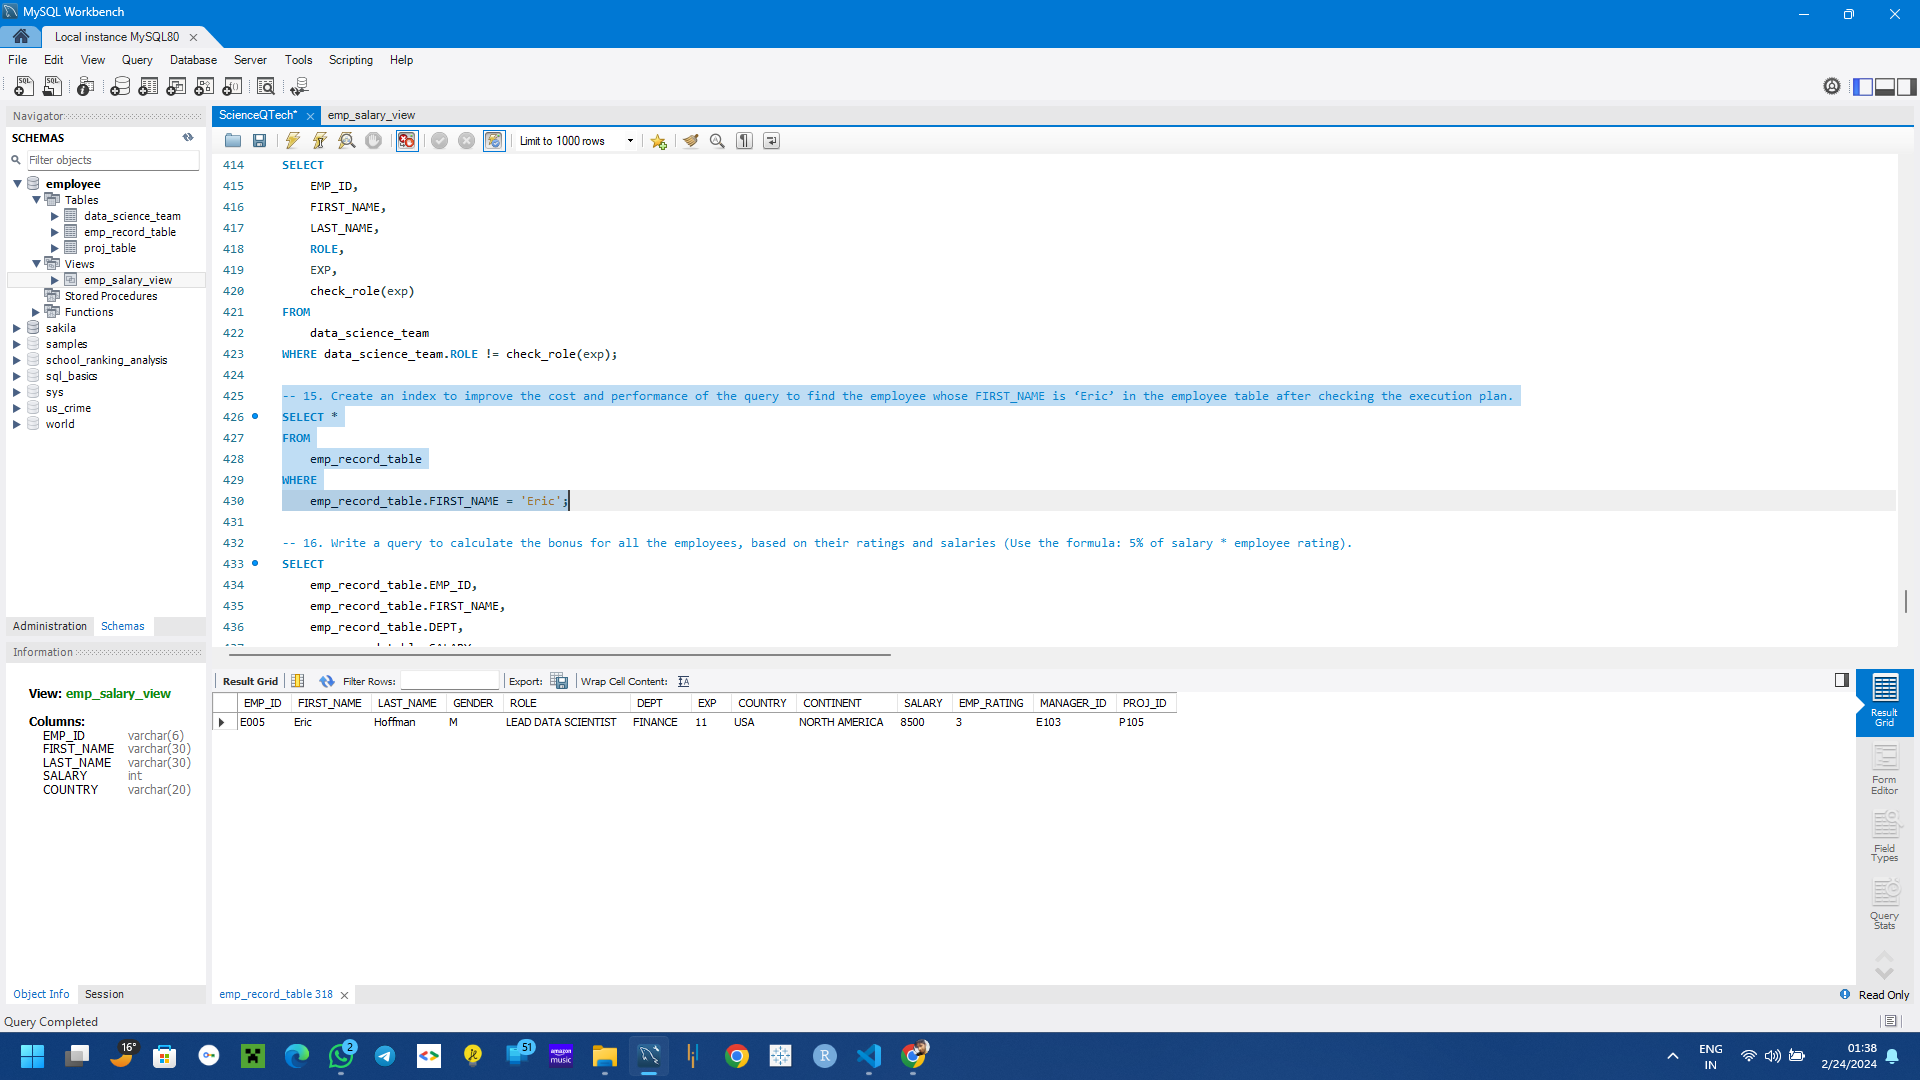 MySQL Workbench
Local instance MySQL80
File Edit View Query Database Server Tools Scripting Help
Navigator
SCHEMAS
Filter objects
employee
Tables
data_science_team
emp_record_table
proj_table
Views
emp_salary_view
Stored Procedures
Functions
sakila
samples
school_ranking_analysis
sql_basics
sys
us_crime
world
Administration Schemas
Information
View: emp_salary_view
Columns:
EMP_ID varchar(6)
FIRST_NAME varchar(30)
LAST_NAME varchar(30)
SALARY int
COUNTRY varchar(20)
Object Info Session
ScienceQTech* emp_salary_view
Limit to 1000 rows
414 SELECT
415 EMP_ID,
416 FIRST_NAME,
417 LAST_NAME,
418 ROLE,
419 EXP,
420 check_role(exp)
421 FROM
422 data_science_team
423 WHERE data_science_team.ROLE != check_role(exp);
424
425 -- 15. Create an index to improve the cost and performance of the query to find the employee whose FIRST_NAME is ‘Eric’ in the employee table after checking the execution plan.
426 SELECT *
427 FROM
428 emp_record_table
429 WHERE
430 emp_record_table.FIRST_NAME = 'Eric';
431
432 -- 16. Write a query to calculate the bonus for all the employees, based on their ratings and salaries (Use the formula: 5% of salary * employee rating).
433 SELECT
434 emp_record_table.EMP_ID,
435 emp_record_table.FIRST_NAME,
436 emp_record_table.DEPT,
Result Grid Filter Rows: Export: Wrap Cell Content:
EMP_ID FIRST_NAME LAST_NAME GENDER ROLE DEPT EXP COUNTRY CONTINENT SALARY EMP_RATING MANAGER_ID PROJ_ID
E005 Eric Hoffman M LEAD DATA SCIENTIST FINANCE 11 USA NORTH AMERICA 8500 3 E103 P105
Result
Grid
Form
Editor
Field
Types
Query
Stats
emp_record_table 318
Read Only
Query Completed
16°
2
51
amazon
music
R
ENG
IN
01:38
2/24/2024